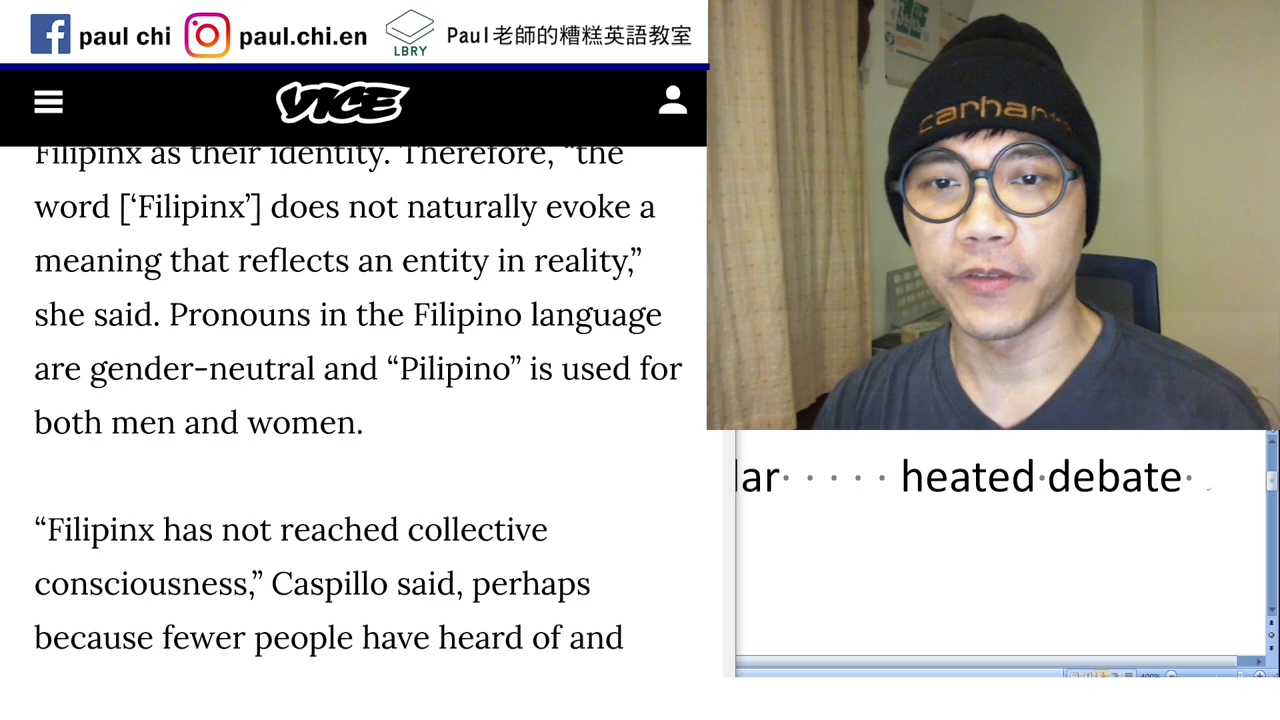 paul chi
paul.chi.en
LBRY
Paul老師的糟糕英語教室
VICE
Filipinx as their identity. Therefore, “the
word [‘Filipinx’] does not naturally evoke a
meaning that reflects an entity in reality,”
she said. Pronouns in the Filipino language
are gender-neutral and “Pilipino” is used for
both men and women.
“Filipinx has not reached collective
consciousness,” Caspillo said, perhaps
because fewer people have heard of and
carhartt
lar heated debate
400%